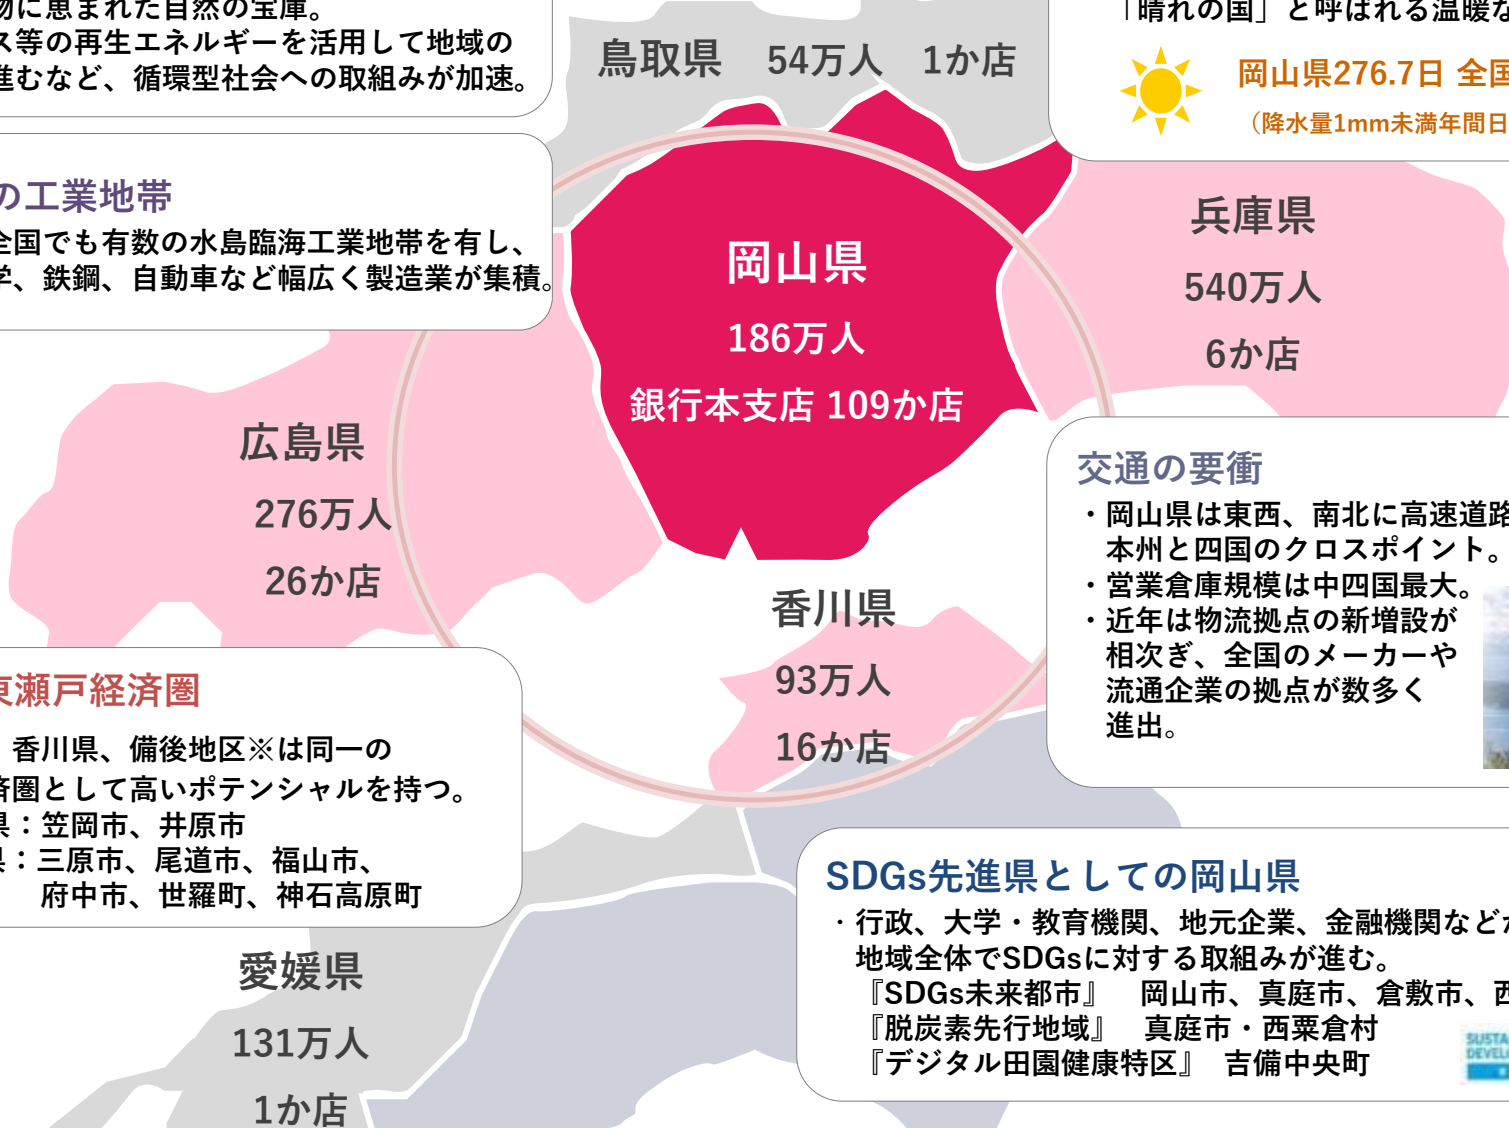 物に恵まれた自然の宝庫。
ス等の再生エネルギーを活用して地域の
進むなど、循環型社会への取組みが加速。
の工業地帯
全国でも有数の水島臨海工業地帯を有し、
学、鉄鋼、自動車など幅広く製造業が集積。
鳥取県 54万人 1か店
「晴れの国」と呼ばれる温暖な
岡山県276.7日 全国
（降水量1mm未満年間日
岡山県
186万人
銀行本支店 109か店
兵庫県
540万人
6か店
広島県
276万人
26か店
香川県
93万人
16か店
交通の要衝
・岡山県は東西、南北に高速道路
本州と四国のクロスポイント。
・営業倉庫規模は中四国最大。
・近年は物流拠点の新増設が
相次ぎ、全国のメーカーや
流通企業の拠点が数多く
進出。
東瀬戸経済圏
香川県、備後地区※は同一の
済圏として高いポテンシャルを持つ。
県：笠岡市、井原市
県：三原市、尾道市、福山市、
府中市、世羅町、神石高原町
愛媛県
131万人
1か店
SDGs先進県としての岡山県
・行政、大学・教育機関、地元企業、金融機関などが
地域全体でSDGsに対する取組みが進む。
『SDGs未来都市』 岡山市、真庭市、倉敷市、西
『脱炭素先行地域』 真庭市・西粟倉村
『デジタル田園健康特区』 吉備中央町
SUSTA
DEVEL